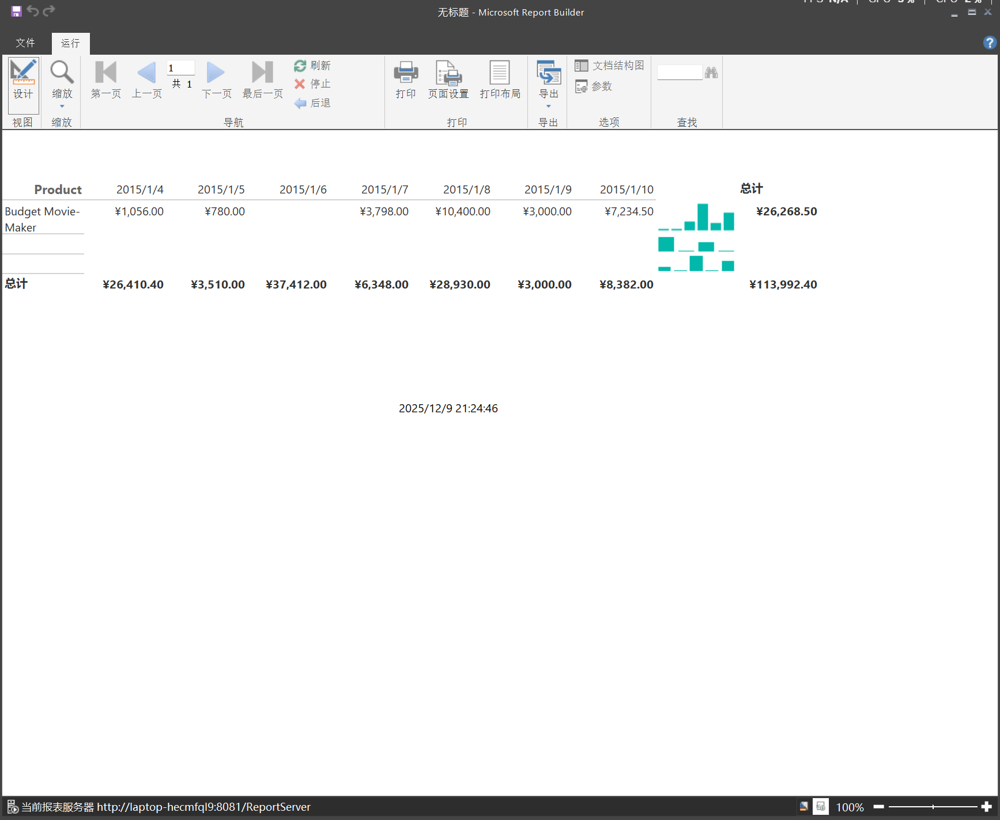 无标题 - Microsoft Report Builder
文件 运行
设计 缩放 第一页 上一页 1 共 1 下一页 最后一页 刷新 停止 后退 打印 页面设置 打印布局 导出 文档结构图 参数
视图 缩放 导航 打印 导出 选项 查找
Product 2015/1/4 2015/1/5 2015/1/6 2015/1/7 2015/1/8 2015/1/9 2015/1/10 总计
Budget Movie- ¥1,056.00 ¥780.00 ¥3,798.00 ¥10,400.00 ¥3,000.00 ¥7,234.50 ¥26,268.50
Maker
总计 ¥26,410.40 ¥3,510.00 ¥37,412.00 ¥6,348.00 ¥28,930.00 ¥3,000.00 ¥8,382.00 ¥113,992.40
2025/12/9 21:24:46
当前报表服务器 http://laptop-hecmfql9:8081/ReportServer 100%